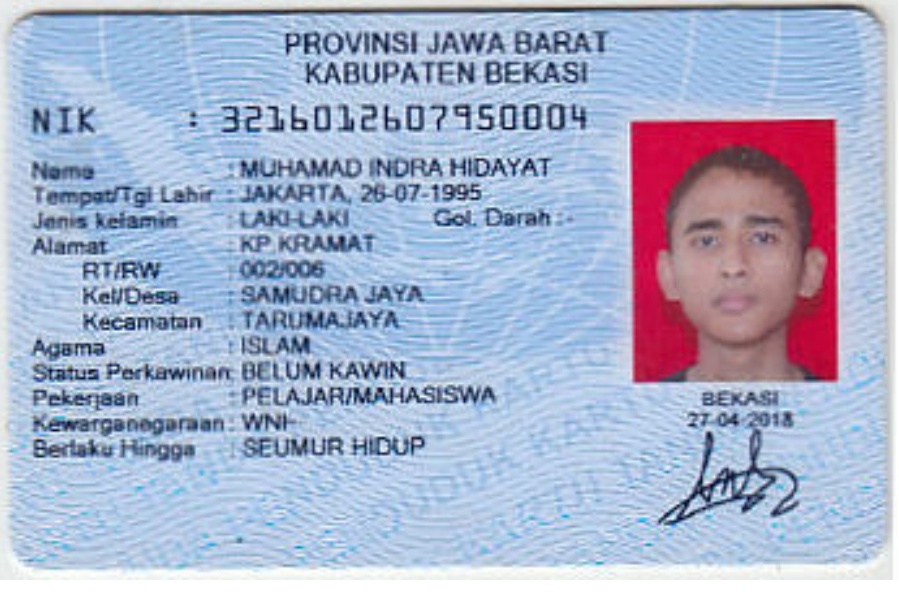 PROVINSI JAWA BARAT
KABUPATEN BEKASI
NIK : 3216012607950004
Nama : MUHAMAD INDRA HIDAYAT
Tempat/Tgl Lahir : JAKARTA, 26-07-1995
Jenis kelamin : LAKI-LAKI Gol. Darah : -
Alamat : KP KRAMAT
RT/RW : 002/006
Kel/Desa : SAMUDRA JAYA
Kecamatan : TARUMAJAYA
Agama : ISLAM
Status Perkawinan: BELUM KAWIN
Pekerjaan : PELAJAR/MAHASISWA
Kewarganegaraan: WNI
Berlaku Hingga : SEUMUR HIDUP
BEKASI
27-04-2018